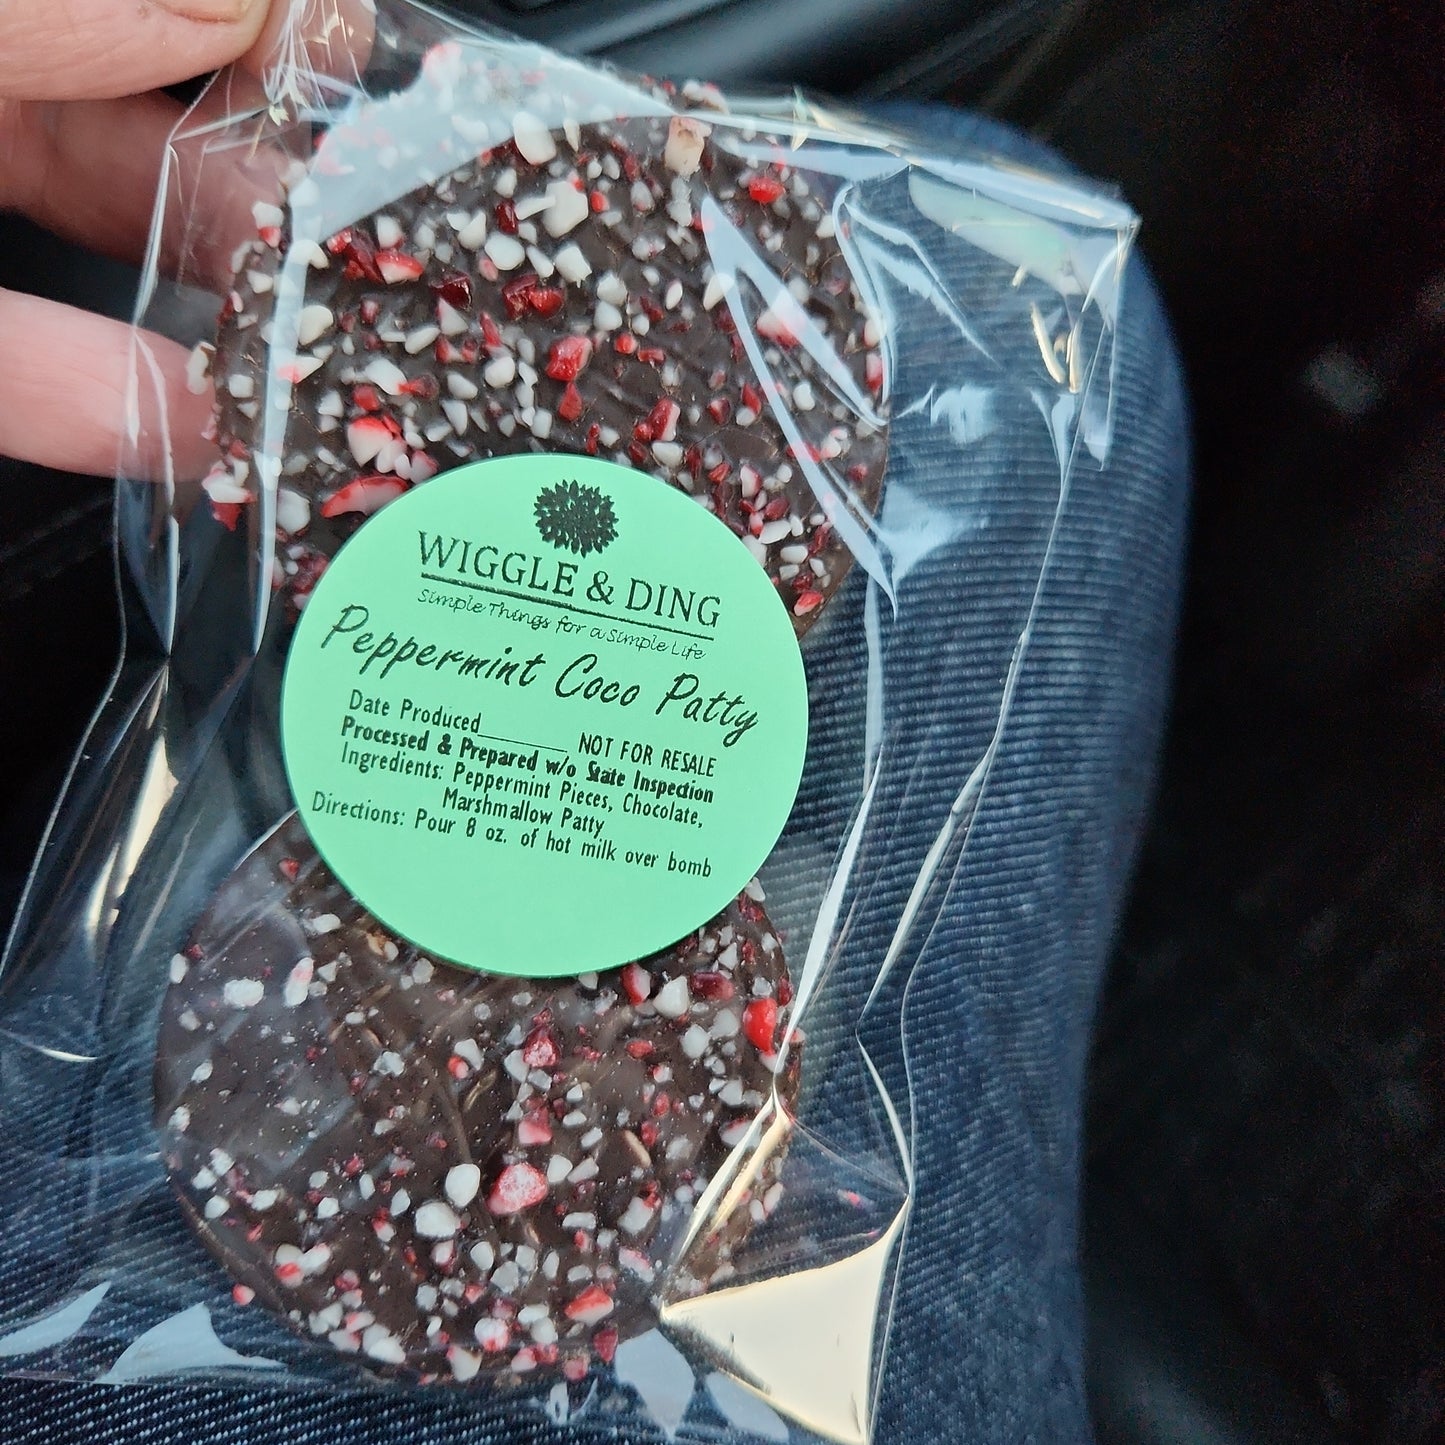 WIGGLE & DING
Simple Things for a Simple Life
Peppermint Coco Patty
Date Produced________ NOT FOR RESALE
Processed & Prepared w/o State Inspection
Ingredients: Peppermint Pieces, Chocolate,
Marshmallow Patty
Directions: Pour 8 oz. of hot milk over bomb